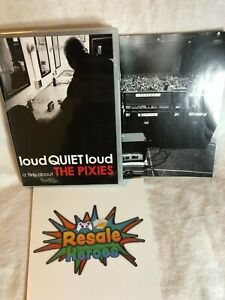 loudQUIETloud
a film about THE PIXIES
Resale
Heroes